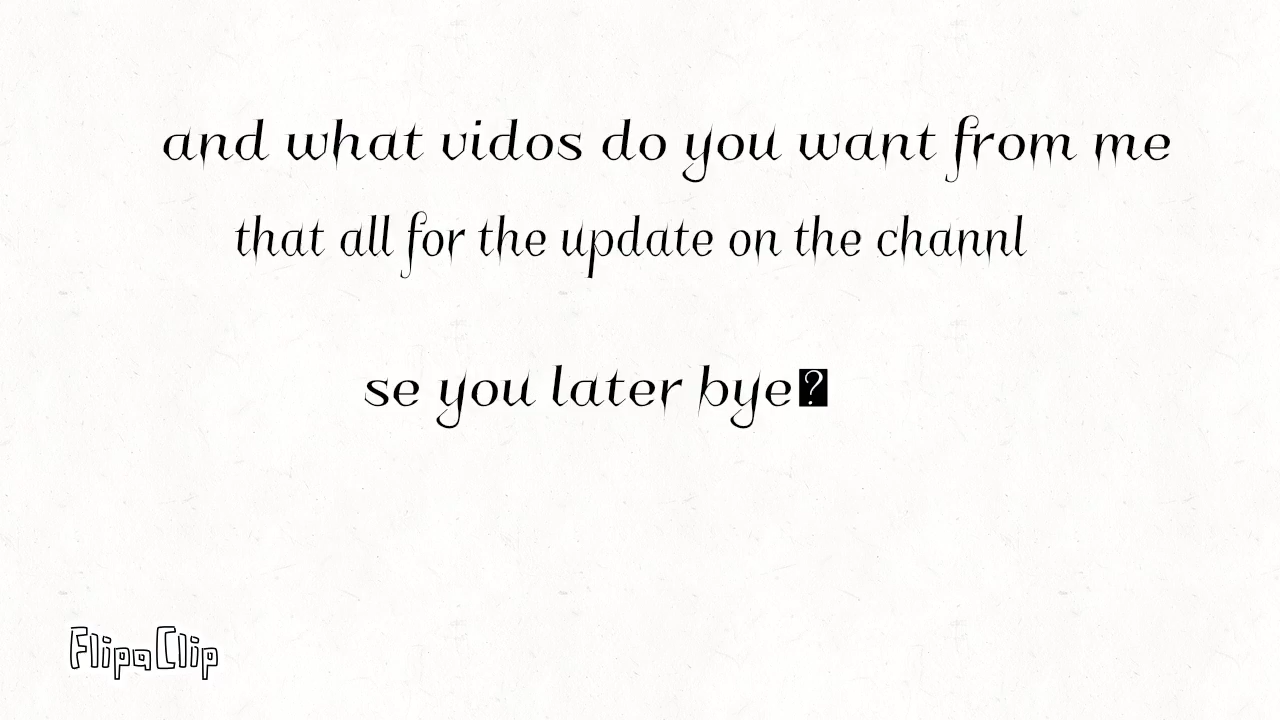 and what vidos do you want from me
that all for the update on the channl
se you later bye�
FlipaClip